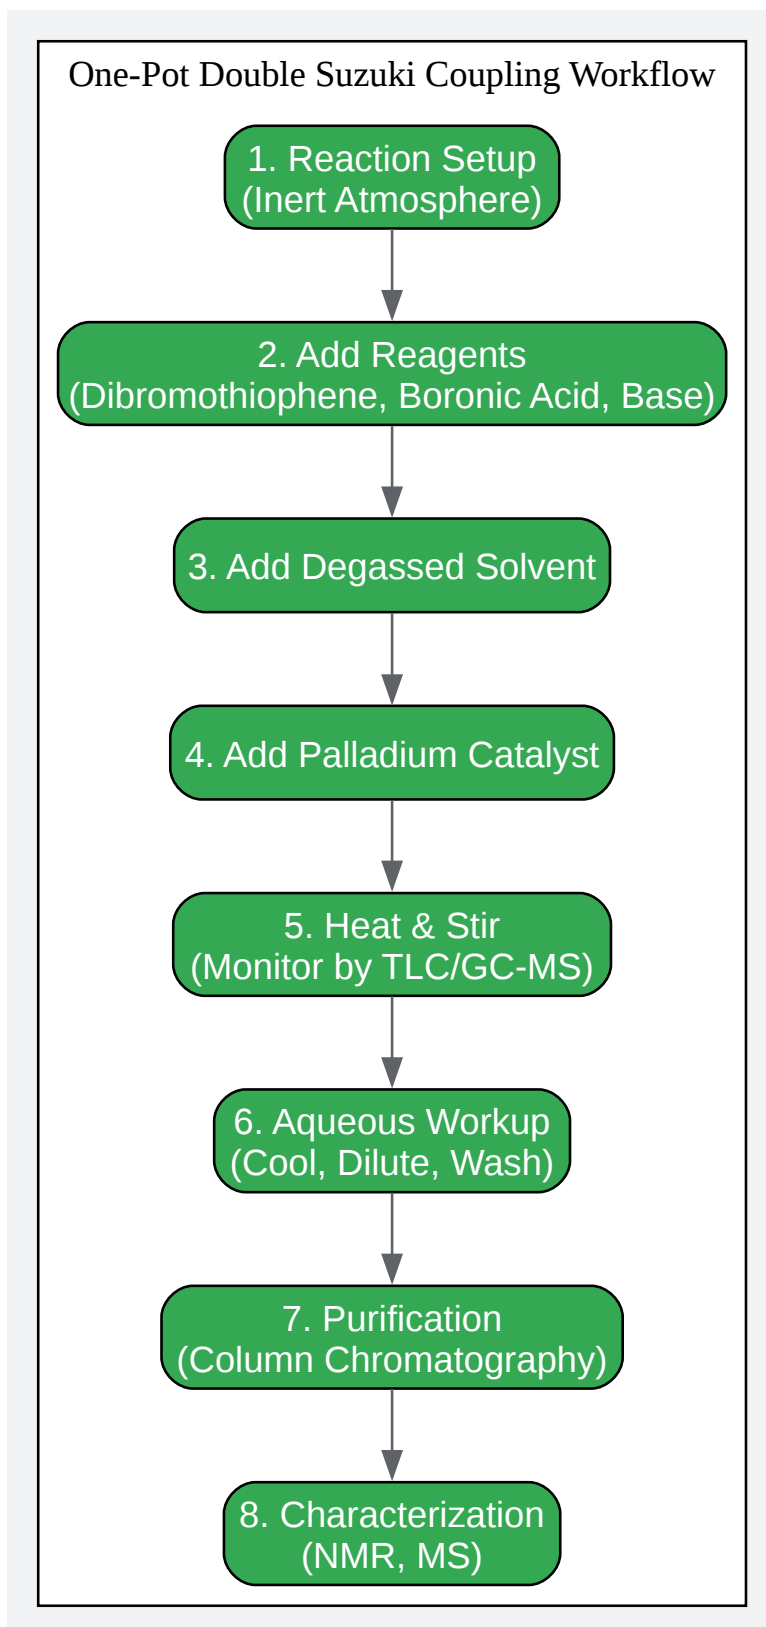 One-Pot Double Suzuki Coupling Workflow
1. Reaction Setup
(Inert Atmosphere)
2. Add Reagents
(Dibromothiophene, Boronic Acid, Base)
3. Add Degassed Solvent
4. Add Palladium Catalyst
5. Heat & Stir
(Monitor by TLC/GC-MS)
6. Aqueous Workup
(Cool, Dilute, Wash)
7. Purification
(Column Chromatography)
8. Characterization
(NMR, MS)